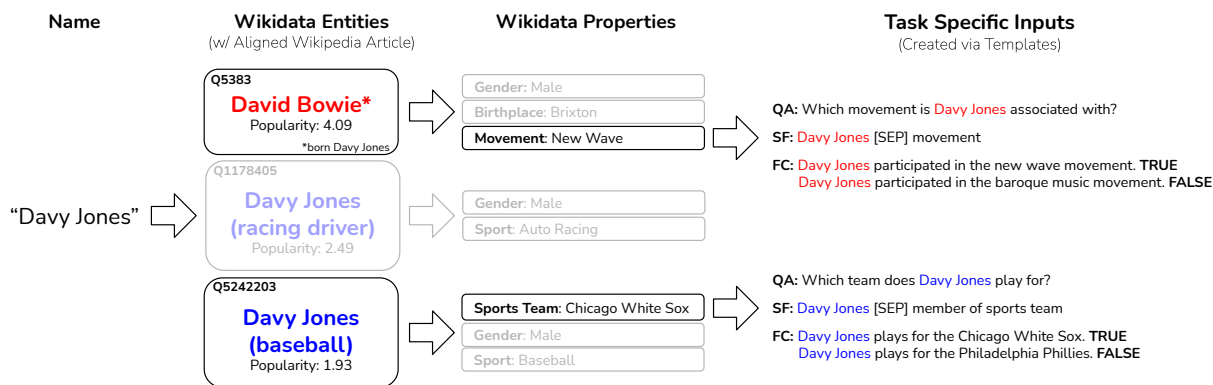 Name
Wikidata Entities
(w/ Aligned Wikipedia Article)
Wikidata Properties
Task Specific Inputs
(Created via Templates)
“Davy Jones”
Q5383
David Bowie*
Popularity: 4.09
*born Davy Jones
Gender: Male
Birthplace: Brixton
Movement: New Wave
QA: Which movement is Davy Jones associated with?
SF: Davy Jones [SEP] movement
FC: Davy Jones participated in the new wave movement. TRUE
Davy Jones participated in the baroque music movement. FALSE
Q1178405
Davy Jones
(racing driver)
Popularity: 2.49
Gender: Male
Sport: Auto Racing
Q5242203
Davy Jones
(baseball)
Popularity: 1.93
Sports Team: Chicago White Sox
Gender: Male
Sport: Baseball
QA: Which team does Davy Jones play for?
SF: Davy Jones [SEP] member of sports team
FC: Davy Jones plays for the Chicago White Sox. TRUE
Davy Jones plays for the Philadelphia Phillies. FALSE